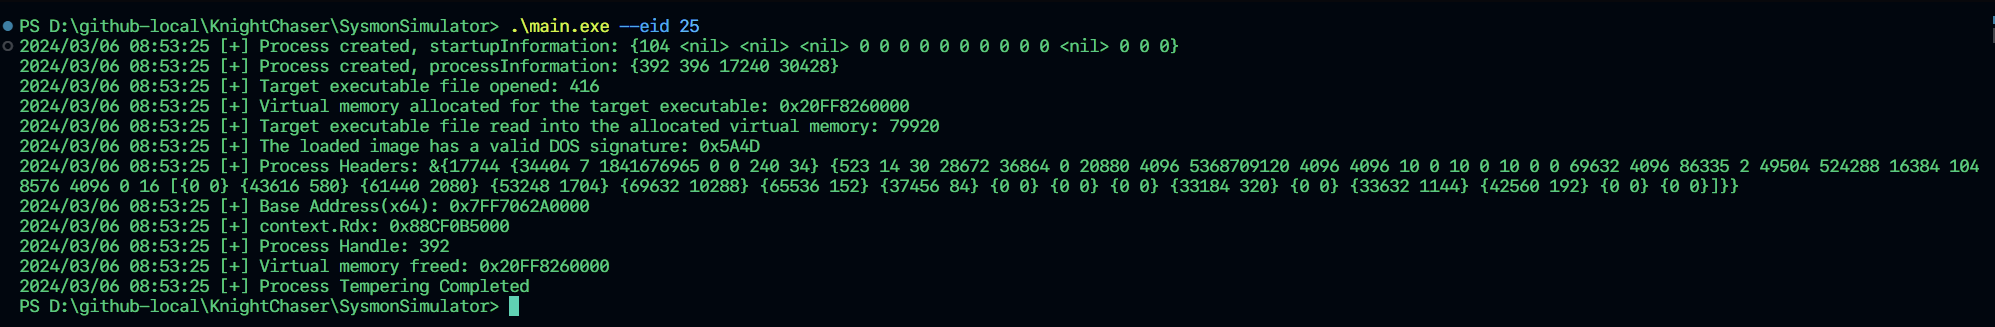 PS D:\github-local\KnightChaser\SysmonSimulator> .\main.exe --eid 25
2024/03/06 08:53:25 [+] Process created, startupInformation: {104 <nil> <nil> <nil> 0 0 0 0 0 0 0 0 0 0 <nil> 0 0 0}
2024/03/06 08:53:25 [+] Process created, processInformation: {392 396 17240 30428}
2024/03/06 08:53:25 [+] Target executable file opened: 416
2024/03/06 08:53:25 [+] Virtual memory allocated for the target executable: 0x20FF8260000
2024/03/06 08:53:25 [+] Target executable file read into the allocated virtual memory: 79920
2024/03/06 08:53:25 [+] The loaded image has a valid DOS signature: 0x5A4D
2024/03/06 08:53:25 [+] Process Headers: &{17744 {34404 7 1841676965 0 0 240 34} {523 14 30 28672 36864 0 20880 4096 5368709120 4096 4096 10 0 10 0 10 0 0 69632 4096 86335 2 49504 524288 16384 104
8576 4096 0 16 [{0 0} {43616 580} {61440 2080} {53248 1704} {69632 10288} {65536 152} {37456 84} {0 0} {0 0} {0 0} {33184 320} {0 0} {33632 1144} {42560 192} {0 0} {0 0}]}}
2024/03/06 08:53:25 [+] Base Address(x64): 0x7FF7062A0000
2024/03/06 08:53:25 [+] context.Rdx: 0x88CF0B5000
2024/03/06 08:53:25 [+] Process Handle: 392
2024/03/06 08:53:25 [+] Virtual memory freed: 0x20FF8260000
2024/03/06 08:53:25 [+] Process Tempering Completed
PS D:\github-local\KnightChaser\SysmonSimulator>